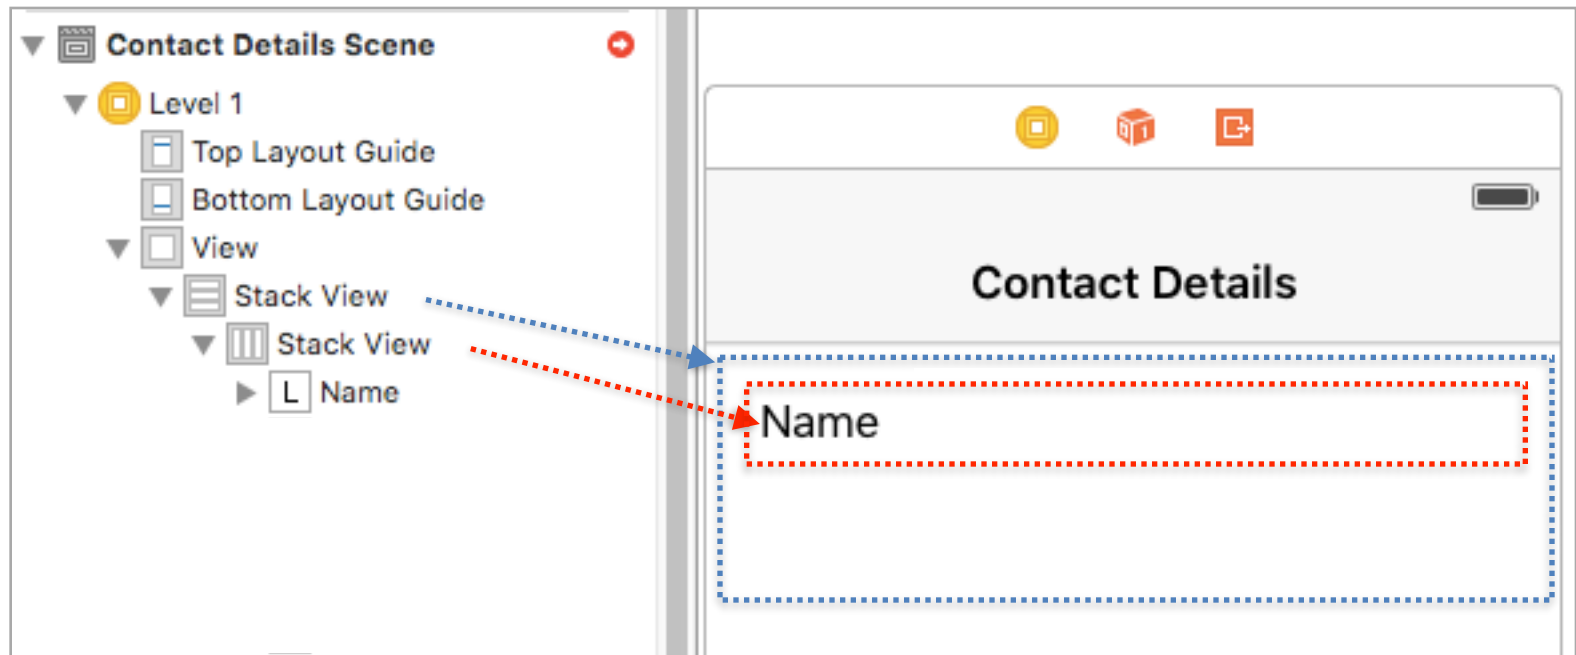 Contact Details Scene
Level 1
Top Layout Guide
Bottom Layout Guide
View
Stack View
Stack View
L Name
Contact Details
Name